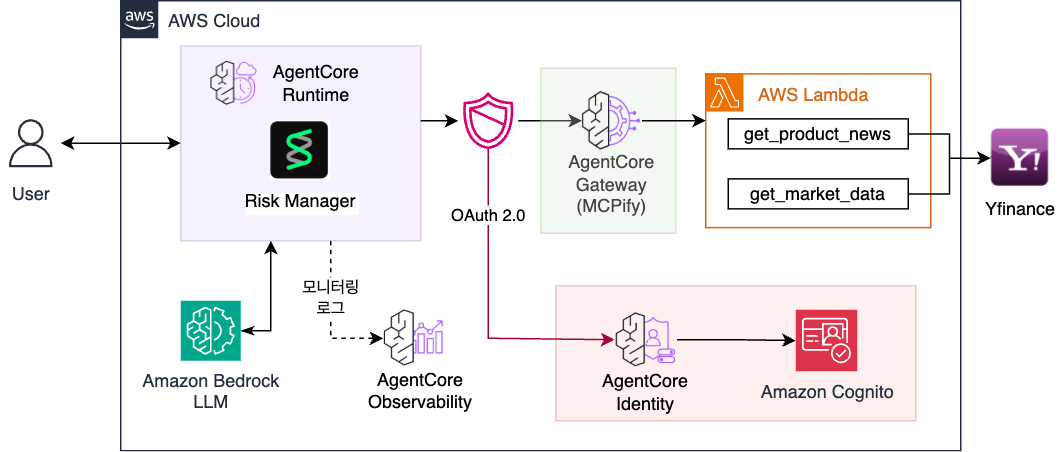 aws
AWS Cloud
AgentCore
Runtime
Risk Manager
User
OAuth 2.0
AgentCore
Gateway
(MCPify)
AWS Lambda
get_product_news
get_market_data
Y!
Yfinance
모니터링
로그
Amazon Bedrock
LLM
AgentCore
Observability
AgentCore
Identity
Amazon Cognito